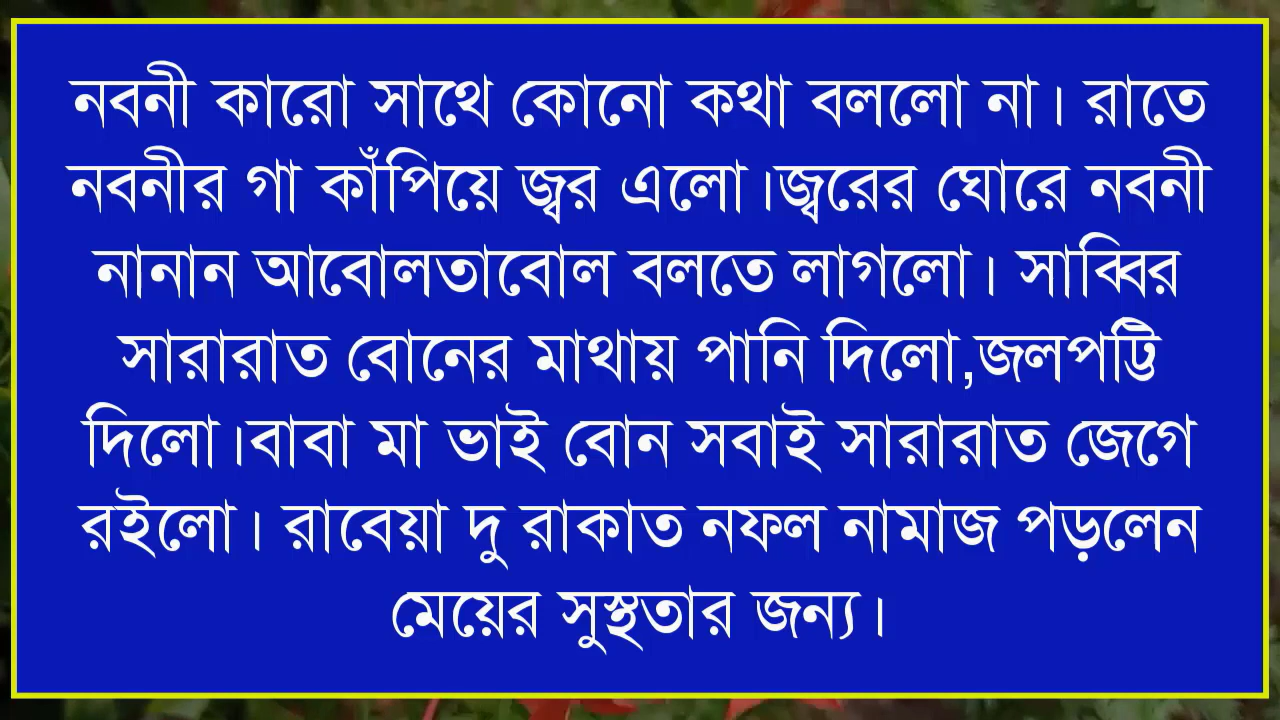 নবনী কারো সাথে কোনো কথা বললো না। রাতে
নবনীর গা কাঁপিয়ে জ্বর এলো।জ্বরের ঘোরে নবনী
নানান আবোলতাবোল বলতে লাগলো। সাব্বির
সারারাত বোনের মাথায় পানি দিলো,জলপট্টি
দিলো।বাবা মা ভাই বোন সবাই সারারাত জেগে
রইলো। রাবেয়া দু রাকাত নফল নামাজ পড়লেন
মেয়ের সুস্থতার জন্য।